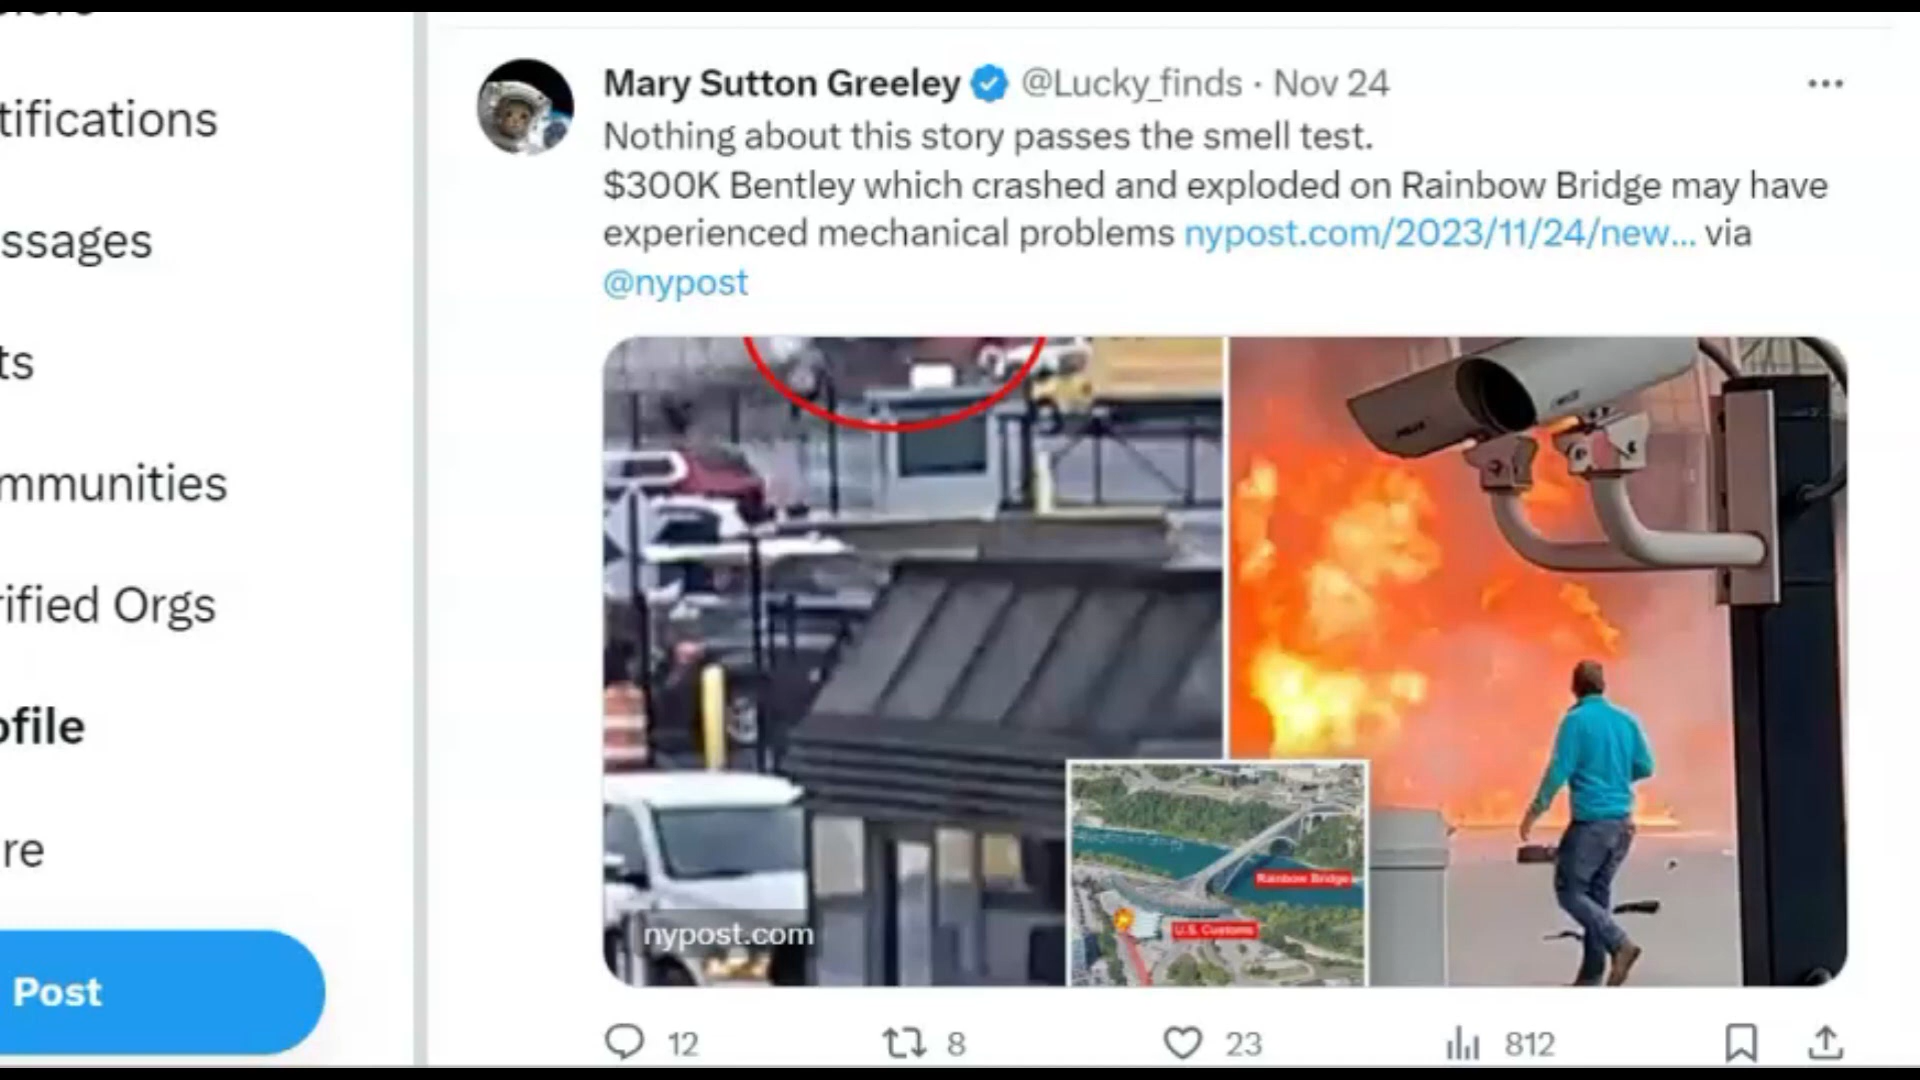 tifications
ssages
ts
mmunities
rified Orgs
ofile
re
Post
Mary Sutton Greeley @Lucky_finds · Nov 24
Nothing about this story passes the smell test.
$300K Bentley which crashed and exploded on Rainbow Bridge may have
experienced mechanical problems nypost.com/2023/11/24/new... via
@nypost
Rainbow Bridge
U.S. Customs
nypost.com
12 8 23 812